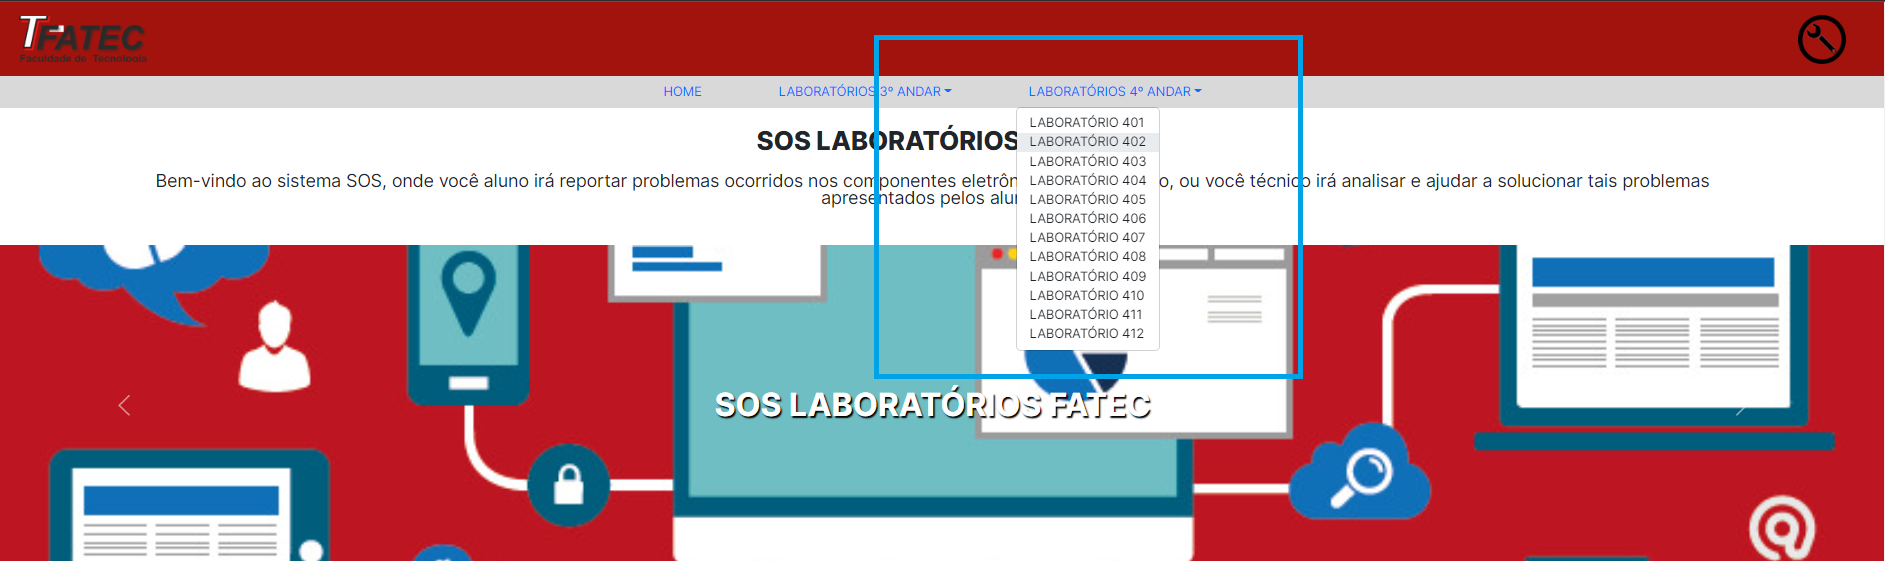 FATEC
Faculdade de Tecnologia
HOME LABORATÓRIOS 3º ANDAR LABORATÓRIOS 4º ANDAR
LABORATÓRIO 401
LABORATÓRIO 402
LABORATÓRIO 403
LABORATÓRIO 404
LABORATÓRIO 405
LABORATÓRIO 406
LABORATÓRIO 407
LABORATÓRIO 408
LABORATÓRIO 409
LABORATÓRIO 410
LABORATÓRIO 411
LABORATÓRIO 412
SOS LABORATÓRIOS
Bem-vindo ao sistema SOS, onde você aluno irá reportar problemas ocorridos nos componentes eletrôn o, ou você técnico irá analisar e ajudar a solucionar tais problemas
apresentados pelos alu
SOS LABORATÓRIOS FATEC
@